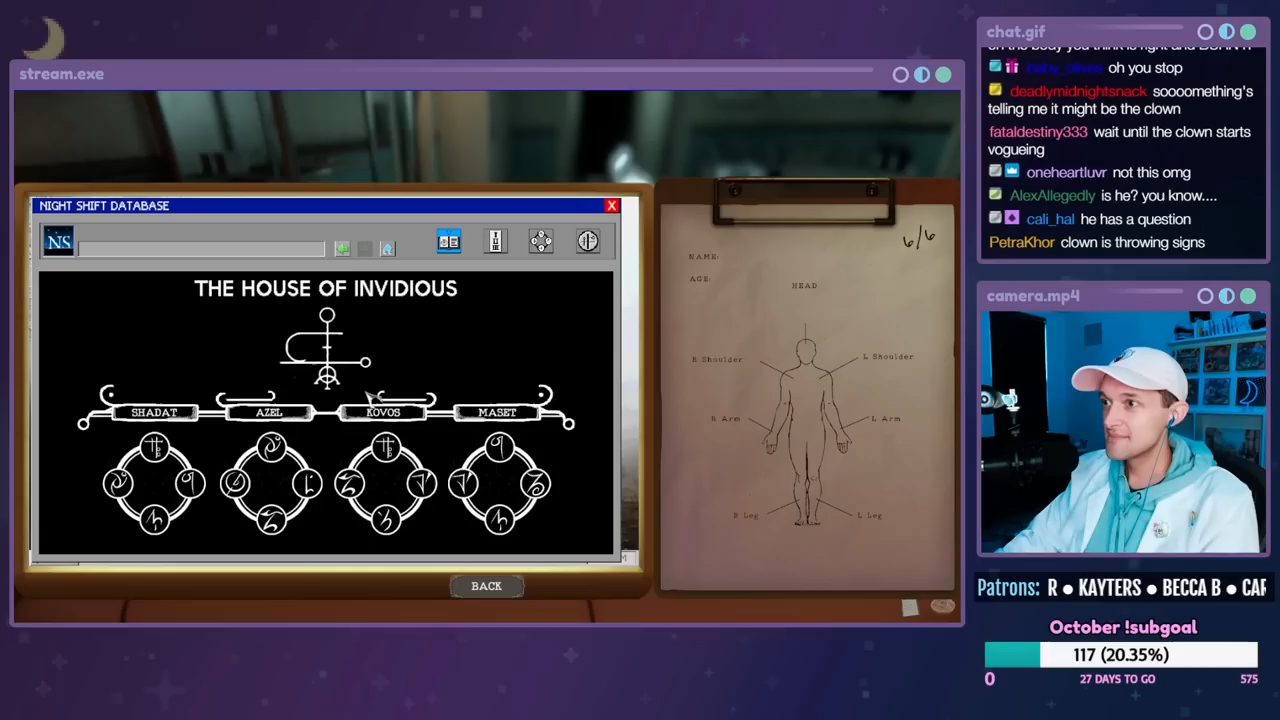 stream.exe
NIGHT SHIFT DATABASE
X
NS
THE HOUSE OF INVIDIOUS
SHADAT
AZEL
KOVOS
MASET
BACK
6/6
NAME:
AGE:
HEAD
R Shoulder
L Shoulder
R Arm
L Arm
R Leg
L Leg
chat.gif
oh you stop
deadlymidnightsnack soooomething's
telling me it might be the clown
fataldestiny333 wait until the clown starts
vogueing
oneheartluvr not this omg
AlexAllegedly is he? you know....
cali_hal he has a question
PetraKhor clown is throwing signs
camera.mp4
Patrons: R ● KAYTERS ● BECCA B ● CAR
October !subgoal
117 (20.35%)
0 27 DAYS TO GO 575